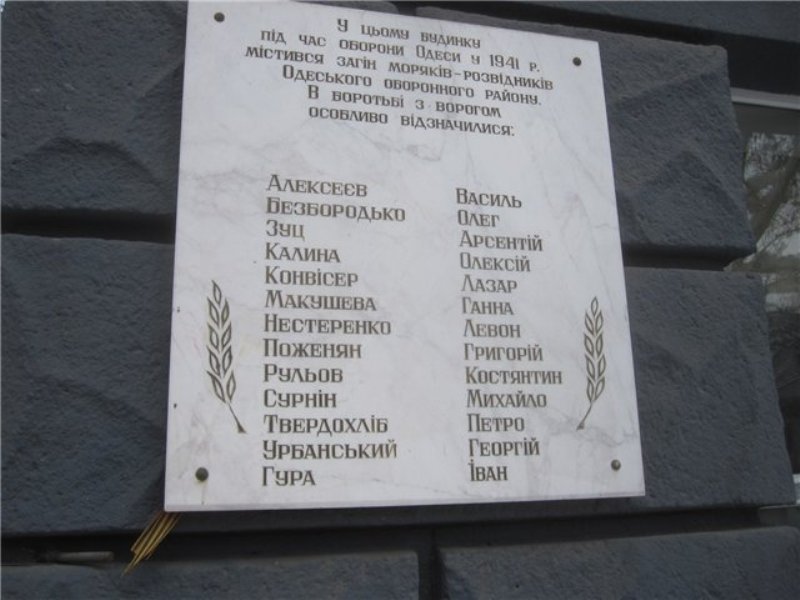 У цьому будинку
під час оборони Одеси у 1941 р.
містився загін моряків-розвідників
Одеського оборонного району.
В боротьбі з ворогом
особливо відзначилися:
Алексеєв Василь
Безбородько Олег
Зуц Арсентій
Калина Олексій
Конвісер Лазар
Макушева Ганна
Нестеренко Левон
Поженян Григорій
Рульов Костянтин
Сурнін Михайло
Твердохліб Петро
Урбанський Георгій
Гура Іван